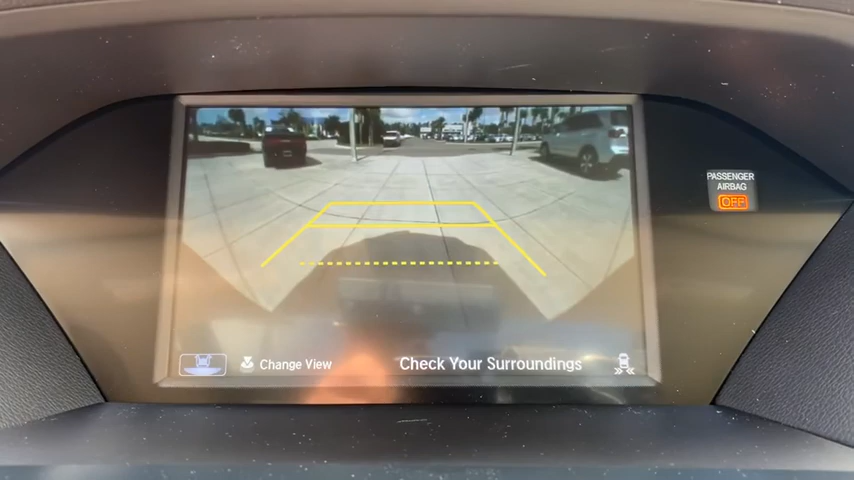 PASSENGER
AIRBAG
OFF
Change View
Check Your Surroundings